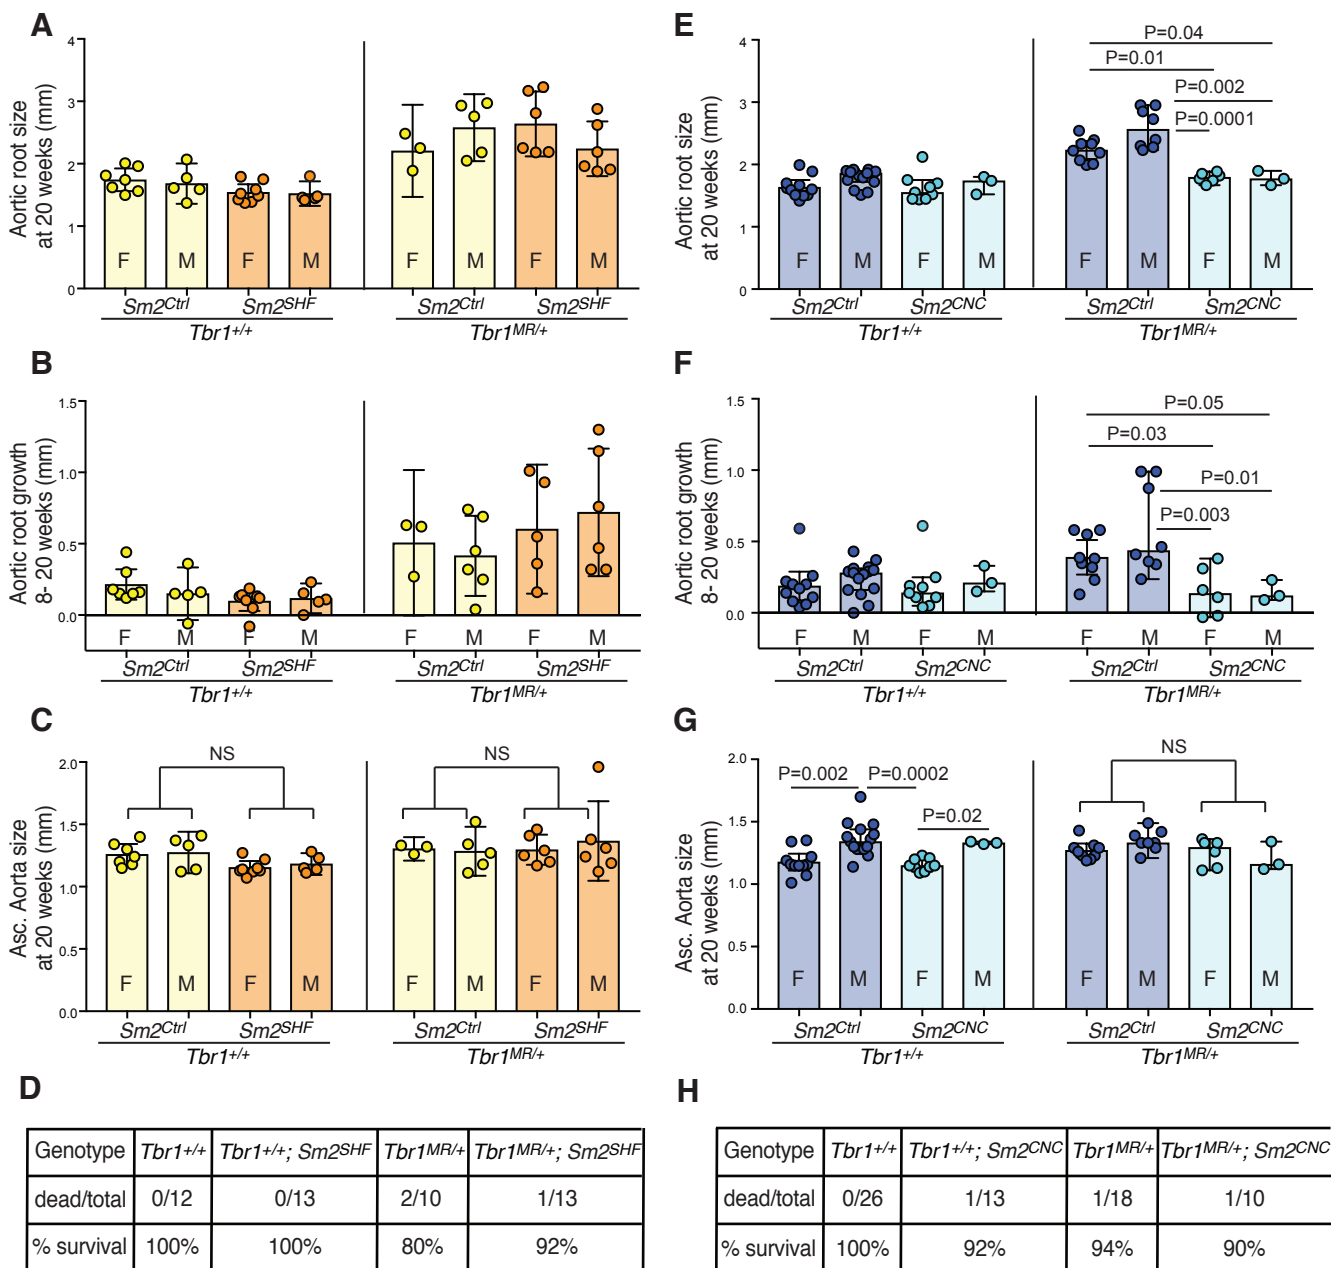 A
Aortic root size
at 20 weeks (mm)
4
3
2
1
0
F M F M F M F M
Sm2Ctrl Sm2SHF Sm2Ctrl Sm2SHF
Tbr1+/+ Tbr1MR/+
E
Aortic root size
at 20 weeks (mm)
4
3
2
1
0
P=0.04
P=0.01
P=0.002
P=0.0001
F M F M F M F M
Sm2Ctrl Sm2CNC Sm2Ctrl Sm2CNC
Tbr1+/+ Tbr1MR/+
B
Aortic root growth
8- 20 weeks (mm)
1.5
1.0
0.5
0.0
F M F M F M F M
Sm2Ctrl Sm2SHF Sm2Ctrl Sm2SHF
Tbr1+/+ Tbr1MR/+
F
Aortic root growth
8- 20 weeks (mm)
1.5
1.0
0.5
0.0
P=0.05
P=0.03
P=0.01
P=0.003
F M F M F M F M
Sm2Ctrl Sm2CNC Sm2Ctrl Sm2CNC
Tbr1+/+ Tbr1MR/+
C
Asc. Aorta size
at 20 weeks (mm)
2.0
1.5
1.0
0.5
0.0
NS NS
F M F M F M F M
Sm2Ctrl Sm2SHF Sm2Ctrl Sm2SHF
Tbr1+/+ Tbr1MR/+
G
Asc. Aorta size
at 20 weeks (mm)
2.0
1.5
1.0
0.5
0.0
NS
P=0.002 P=0.0002
P=0.02
F M F M F M F M
Sm2Ctrl Sm2CNC Sm2Ctrl Sm2CNC
Tbr1+/+ Tbr1MR/+
D
Genotype Tbr1+/+ Tbr1+/+; Sm2SHF Tbr1MR/+ Tbr1MR/+; Sm2SHF
dead/total 0/12 0/13 2/10 1/13
% survival 100% 100% 80% 92%
H
Genotype Tbr1+/+ Tbr1+/+; Sm2CNC Tbr1MR/+ Tbr1MR/+; Sm2CNC
dead/total 0/26 1/13 1/18 1/10
% survival 100% 92% 94% 90%